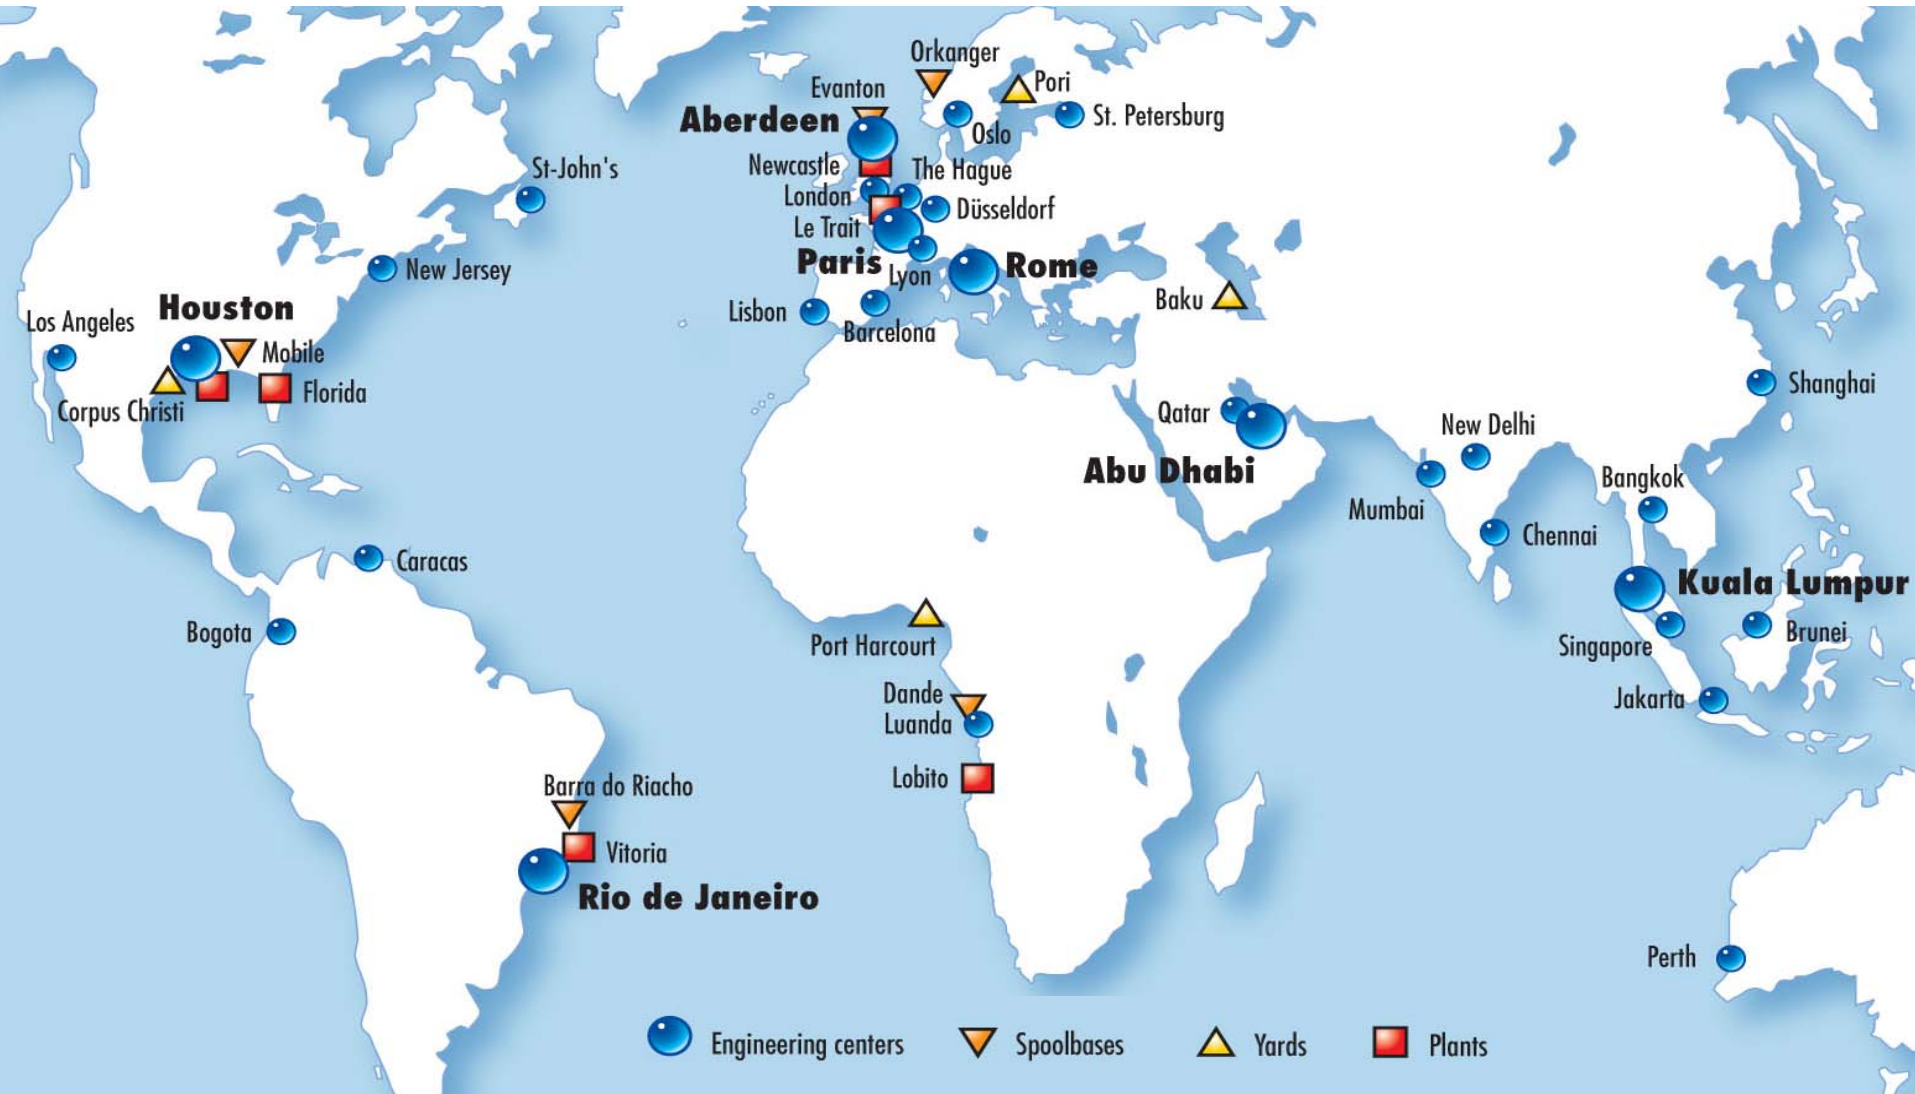 Orkanger
Pori
Evanton
Aberdeen
St. Petersburg
Oslo
Newcastle
The Hague
St-John's
London
Düsseldorf
Le Trait
Paris
Lyon
Rome
New Jersey
Baku
Houston
Lisbon
Los Angeles
Barcelona
Mobile
Florida
Corpus Christi
Shanghai
Qatar
New Delhi
Abu Dhabi
Bangkok
Mumbai
Chennai
Caracas
Kuala Lumpur
Bogota
Brunei
Port Harcourt
Singapore
Dande
Jakarta
Luanda
Lobito
Barra do Riacho
Vitoria
Rio de Janeiro
Perth
Engineering centers
Spoolbases
Yards
Plants